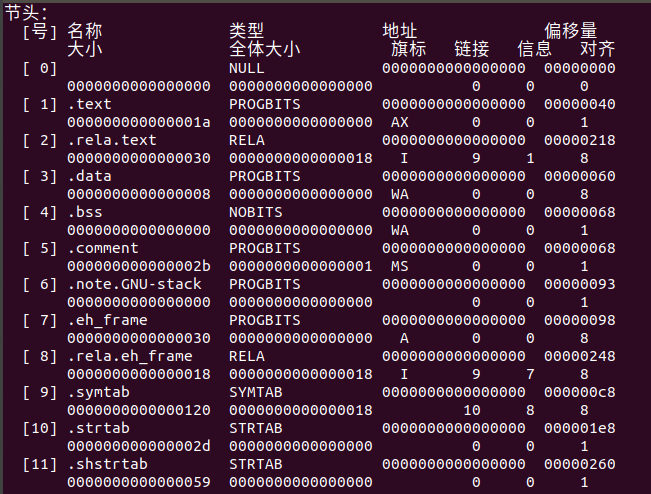 节头：
[号] 名称 类型 地址 偏移量
大小 全体大小 旗标 链接 信息 对齐
[ 0] NULL 0000000000000000 00000000
0000000000000000 0000000000000000 0 0 0
[ 1] .text PROGBITS 0000000000000000 00000040
000000000000001a 0000000000000000 AX 0 0 1
[ 2] .rela.text RELA 0000000000000000 00000218
0000000000000030 0000000000000018 I 9 1 8
[ 3] .data PROGBITS 0000000000000000 00000060
0000000000000008 0000000000000000 WA 0 0 8
[ 4] .bss NOBITS 0000000000000000 00000068
0000000000000000 0000000000000000 WA 0 0 1
[ 5] .comment PROGBITS 0000000000000000 00000068
000000000000002b 0000000000000001 MS 0 0 1
[ 6] .note.GNU-stack PROGBITS 0000000000000000 00000093
0000000000000000 0000000000000000 0 0 1
[ 7] .eh_frame PROGBITS 0000000000000000 00000098
0000000000000030 0000000000000000 A 0 0 8
[ 8] .rela.eh_frame RELA 0000000000000000 00000248
0000000000000018 0000000000000018 I 9 7 8
[ 9] .symtab SYMTAB 0000000000000000 000000c8
0000000000000120 0000000000000018 10 8 8
[10] .strtab STRTAB 0000000000000000 000001e8
000000000000002d 0000000000000000 0 0 1
[11] .shstrtab STRTAB 0000000000000000 00000260
0000000000000059 0000000000000000 0 0 1